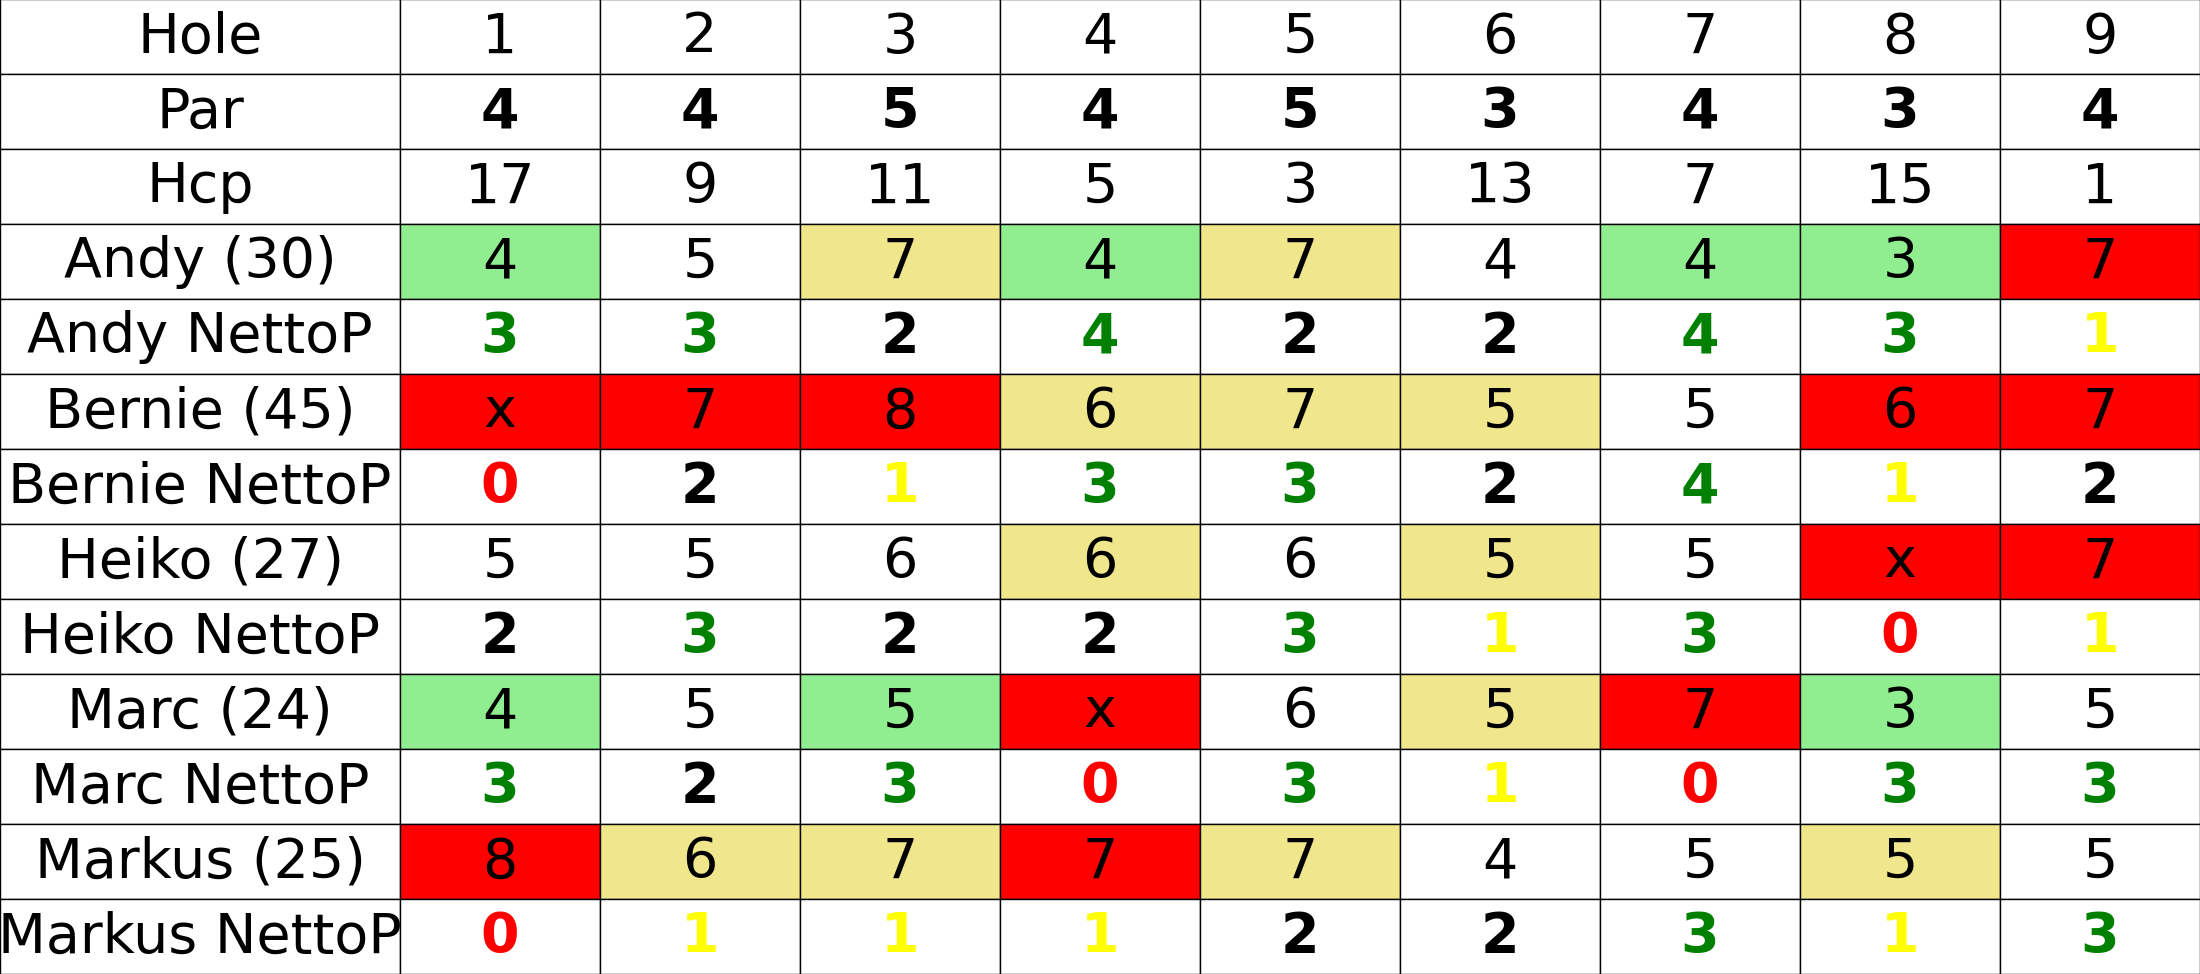 Hole 1 2 3 4 5 6 7 8 9
Par 4 4 5 4 5 3 4 3 4
Hcp 17 9 11 5 3 13 7 15 1
Andy (30) 4 5 7 4 7 4 4 3 7
Andy NettoP 3 3 2 4 2 2 4 3 1
Bernie (45) x 7 8 6 7 5 5 6 7
Bernie NettoP 0 2 1 3 3 2 4 1 2
Heiko (27) 5 5 6 6 6 5 5 x 7
Heiko NettoP 2 3 2 2 3 1 3 0 1
Marc (24) 4 5 5 x 6 5 7 3 5
Marc NettoP 3 2 3 0 3 1 0 3 3
Markus (25) 8 6 7 7 7 4 5 5 5
Markus NettoP 0 1 1 1 2 2 3 1 3